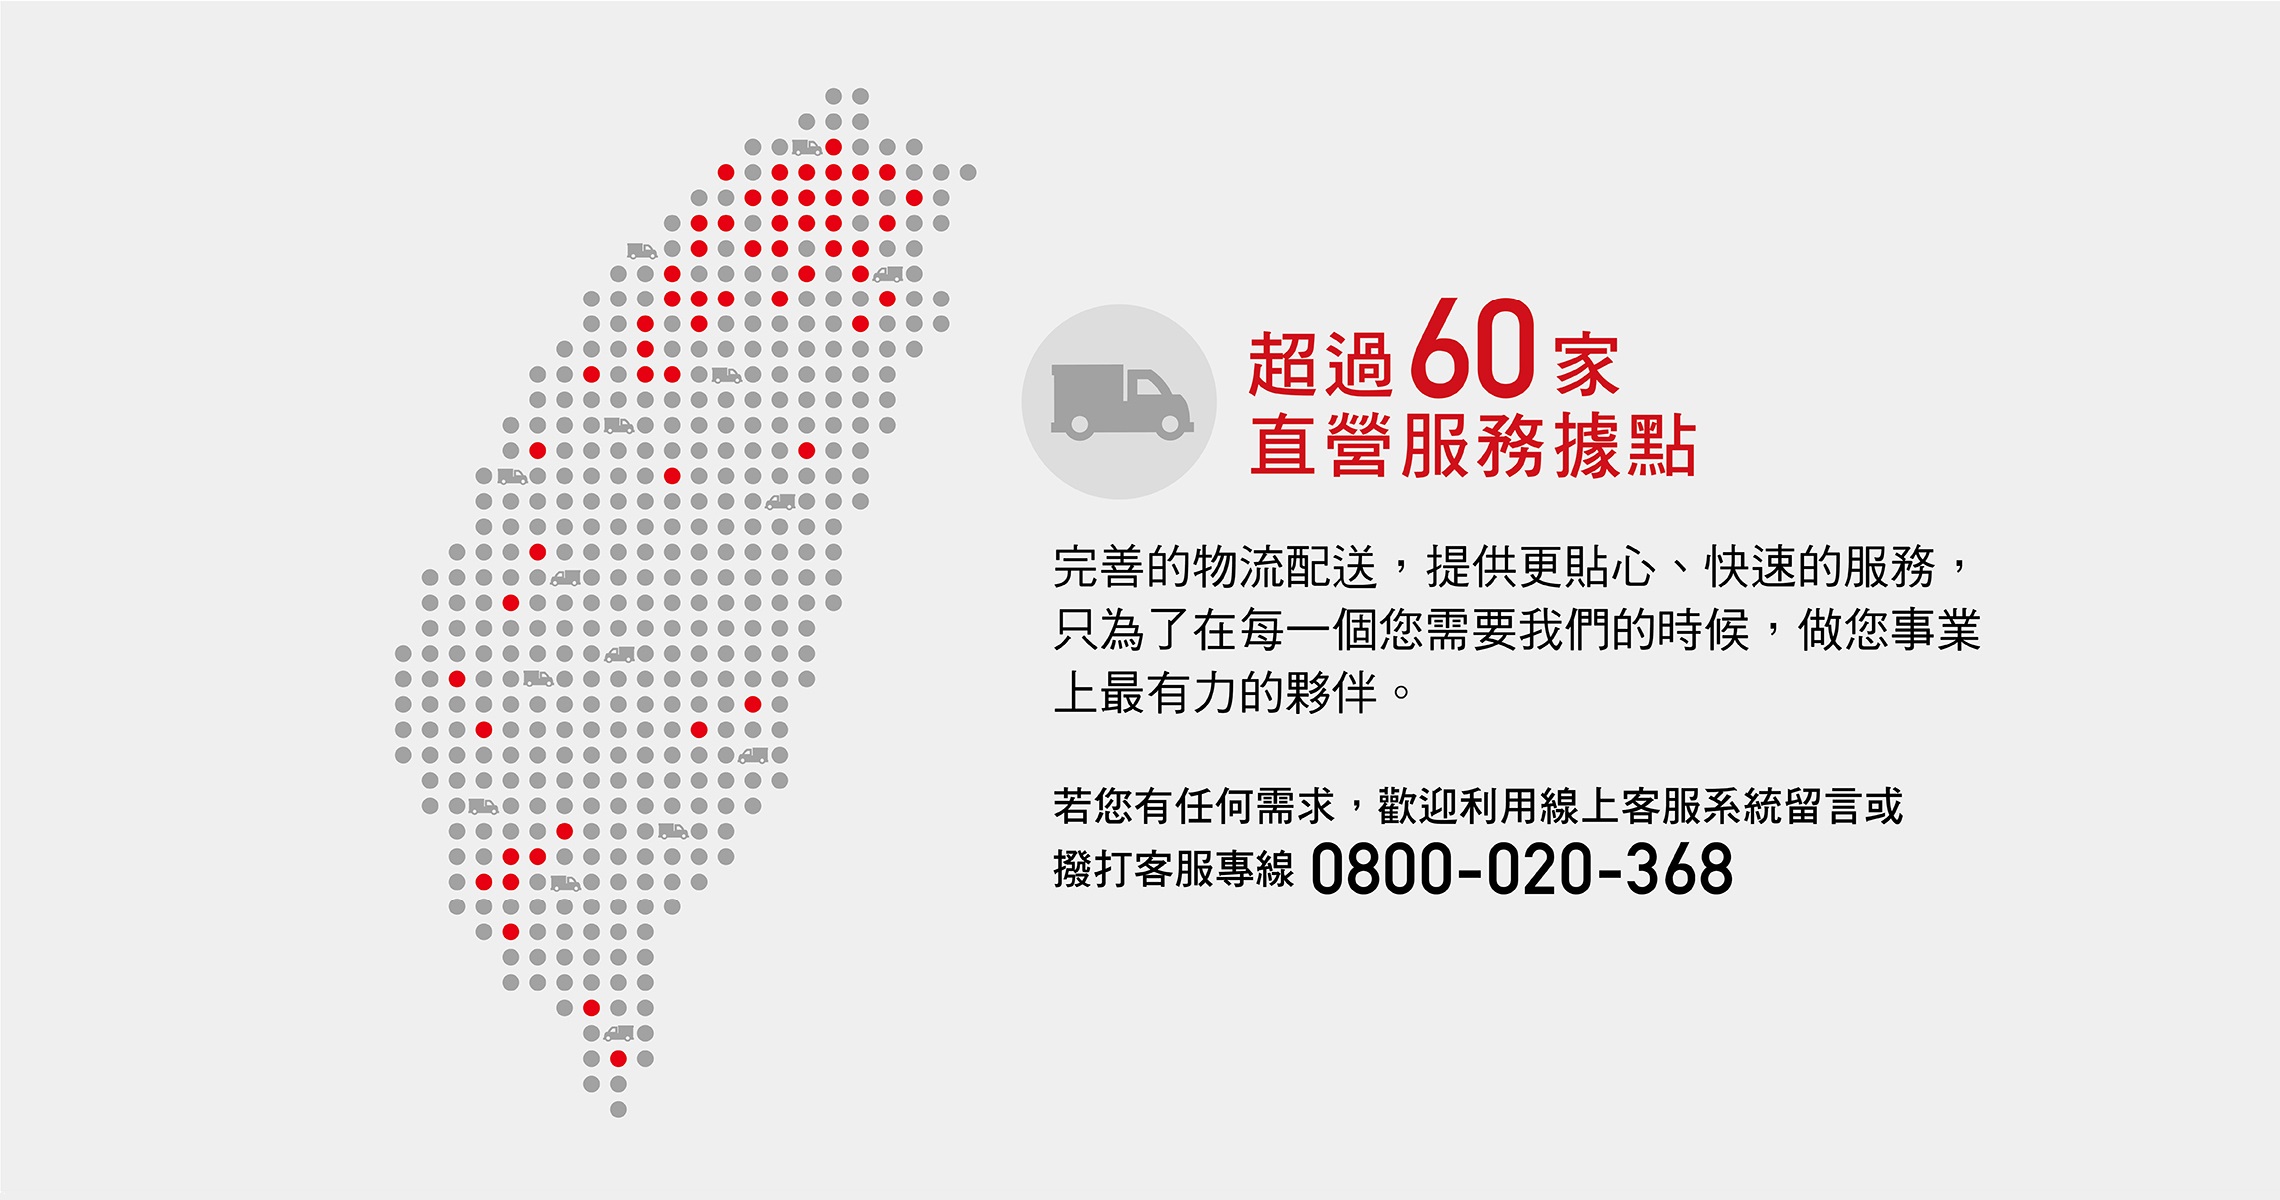 超過60家
直營服務據點
完善的物流配送，提供更貼心、快速的服務，
只為了在每一個您需要我們的時候，做您事業
上最有力的夥伴。
若您有任何需求，歡迎利用線上客服系統留言或
撥打客服專線 0800-020-368